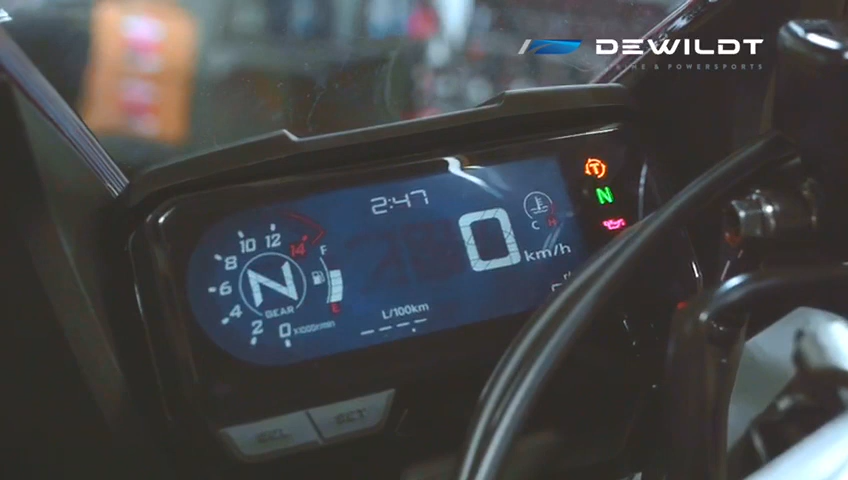 DEWILDT
& POWERSPORTS
2:47
10 12 14
8
6
4
2 0 x1000r/min
N
GEAR
F
E
0
km/h
C H
L/100km
T
N
SEL SET